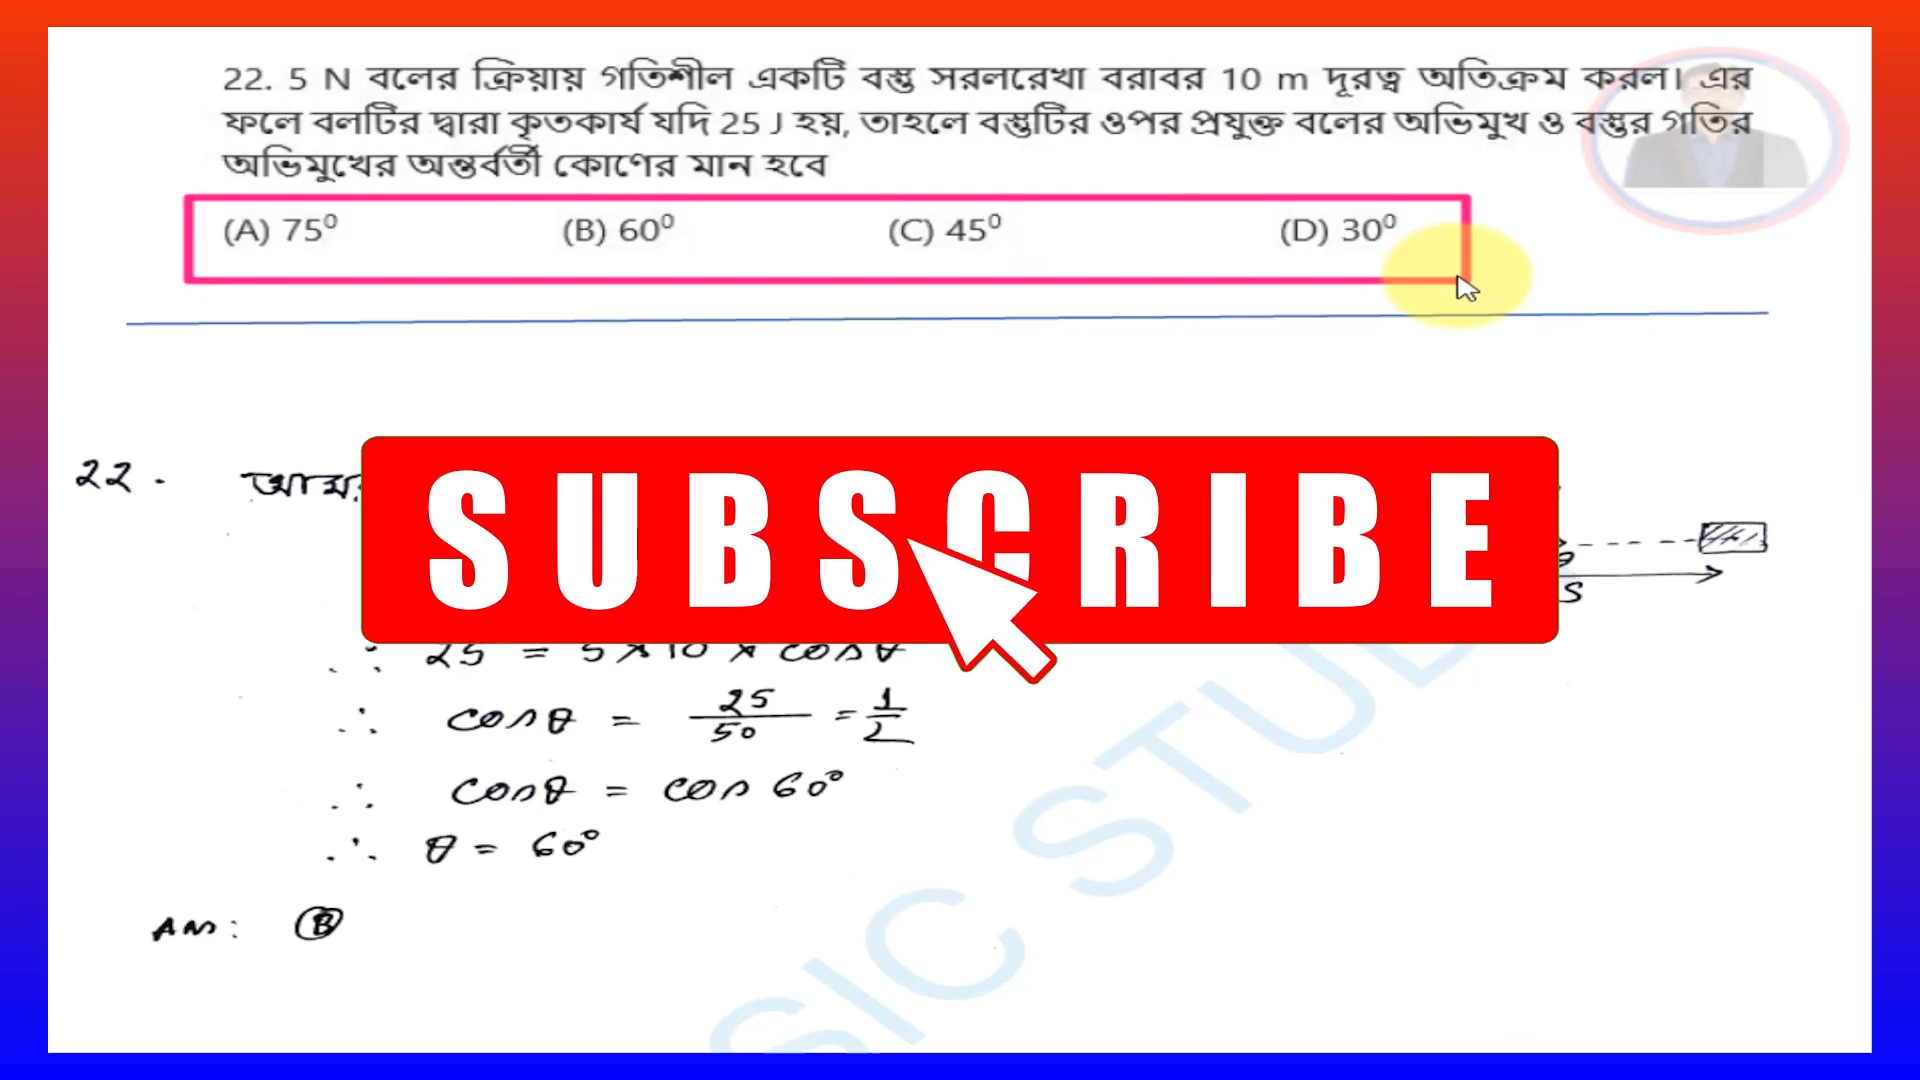 22. 5 N বলের ক্রিয়ায় গতিশীল একটি বস্তু সরলরেখা বরাবর 10 m দূরত্ব অতিক্রম করল। এর
ফলে বলটির দ্বারা কৃতকার্য যদি 25 J হয়, তাহলে বস্তুটির ওপর প্রযুক্ত বলের অভিমুখ ও বস্তুর গতির
অভিমুখের অন্তর্বর্তী কোণের মান হবে
(A) 75⁰ (B) 60⁰ (C) 45⁰ (D) 30⁰
22.
SUBSCRIBE
S
∴ 25 = 5 × 10 × cosθ
∴ cosθ = 25/50 = 1/2
∴ cosθ = cos 60°
∴ θ = 60°
Ans: (B)
SIC STUD